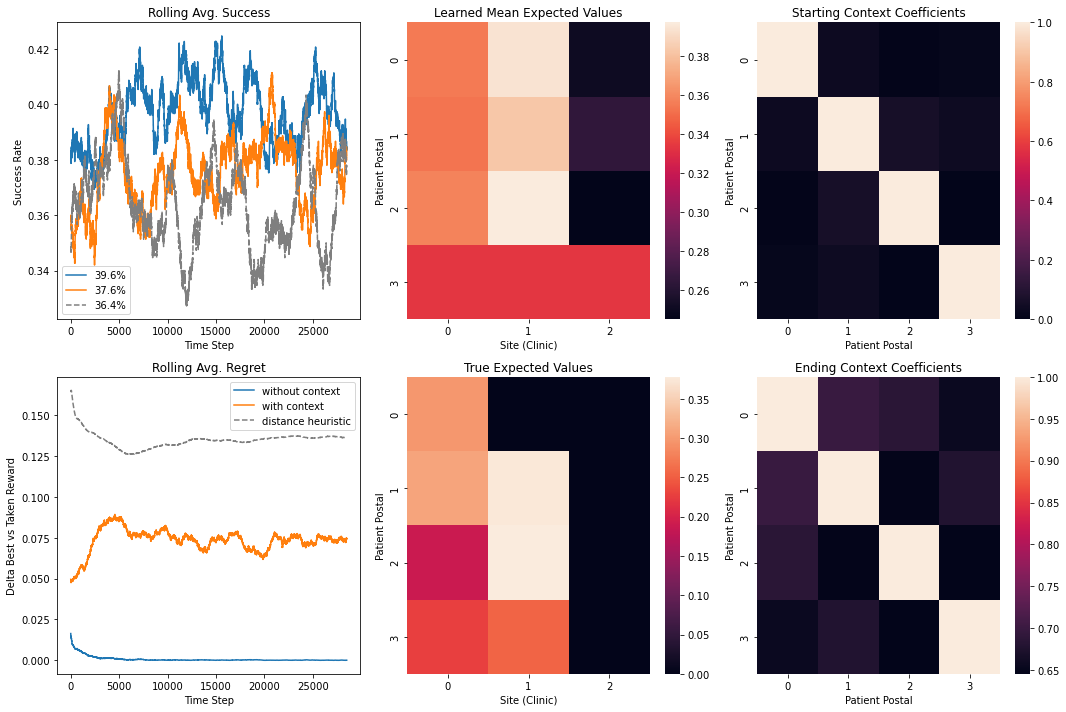 Rolling Avg. Success
Success Rate
0.42
0.40
0.38
0.36
0.34
39.6%
37.6%
36.4%
0 5000 10000 15000 20000 25000
Time Step
Learned Mean Expected Values
Patient Postal
0
1
2
3
0 1 2
Site (Clinic)
0.38
0.36
0.34
0.32
0.30
0.28
0.26
Starting Context Coefficients
Patient Postal
0
1
2
3
0 1 2 3
Patient Postal
1.0
0.8
0.6
0.4
0.2
0.0
Rolling Avg. Regret
Delta Best vs Taken Reward
0.150
0.125
0.100
0.075
0.050
0.025
0.000
without context
with context
distance heuristic
0 5000 10000 15000 20000 25000
Time Step
True Expected Values
Patient Postal
0
1
2
3
0 1 2
Site (Clinic)
0.35
0.30
0.25
0.20
0.15
0.10
0.05
0.00
Ending Context Coefficients
Patient Postal
0
1
2
3
0 1 2 3
Patient Postal
1.00
0.95
0.90
0.85
0.80
0.75
0.70
0.65